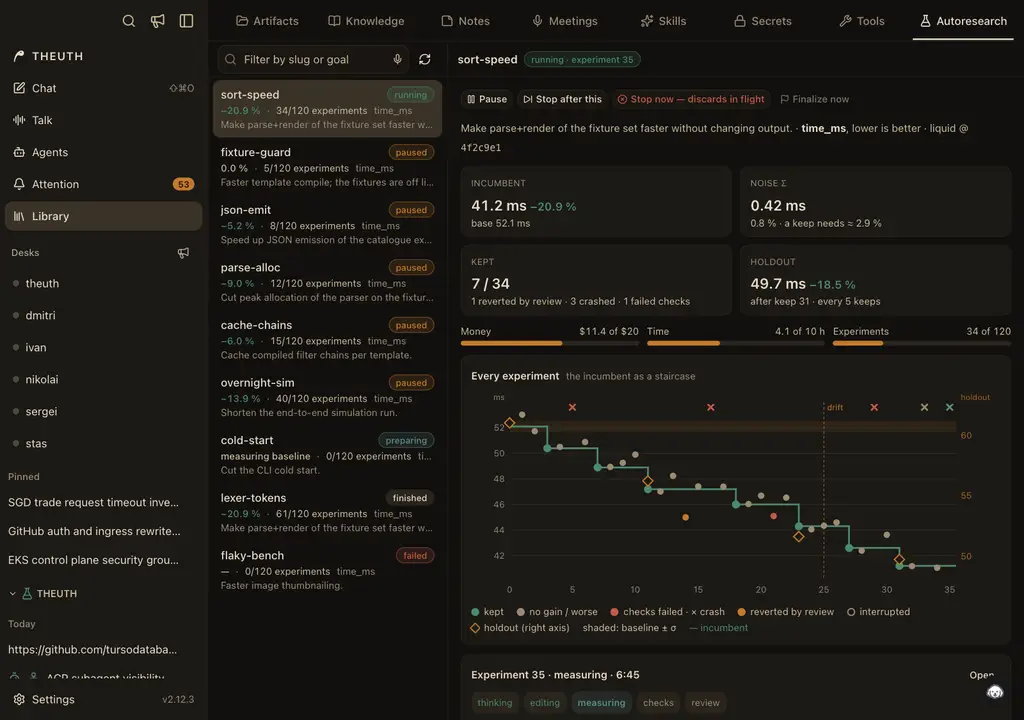 THEUTH
Chat ⇧⌘O
Talk
Agents
Attention 53
Library
Desks
theuth
dmitri
ivan
nikolai
sergei
stas
Pinned
SGD trade request timeout inve...
GitHub auth and ingress rewrite...
EKS control plane security grou...
THEUTH
Today
https://github.com/tursodataba...
ACP subagent visibility
Settings v2.12.3
Artifacts Knowledge Notes Meetings Skills Secrets Tools Autoresearch
Filter by slug or goal
sort-speed running
−20.9 % · 34/120 experiments time_ms
Make parse+render of the fixture set faster w...
fixture-guard paused
0.0 % · 5/120 experiments time_ms
Faster template compile; the fixtures are off li...
json-emit paused
−5.2 % · 8/120 experiments time_ms
Speed up JSON emission of the catalogue ex...
parse-alloc paused
−9.0 % · 12/120 experiments time_ms
Cut peak allocation of the parser on the fixtur...
cache-chains paused
−6.0 % · 15/120 experiments time_ms
Cache compiled filter chains per template.
overnight-sim paused
−13.9 % · 40/120 experiments time_ms
Shorten the end-to-end simulation run.
cold-start preparing
measuring baseline · 0/120 experiments ti...
Cut the CLI cold start.
lexer-tokens finished
−20.9 % · 61/120 experiments time_ms
Make parse+render of the fixture set faster w...
flaky-bench failed
— · 0/120 experiments time_ms
Faster image thumbnailing.
sort-speed running · experiment 35
Pause Stop after this Stop now — discards in flight Finalize now
Make parse+render of the fixture set faster without changing output. · time_ms, lower is better · liquid @
4f2c9e1
INCUMBENT
41.2 ms −20.9 %
base 52.1 ms
NOISE Σ
0.42 ms
0.8 % · a keep needs ≈ 2.9 %
KEPT
7 / 34
1 reverted by review · 3 crashed · 1 failed checks
HOLDOUT
49.7 ms −18.5 %
after keep 31 · every 5 keeps
Money $11.4 of $20 Time 4.1 of 10 h Experiments 34 of 120
Every experiment the incumbent as a staircase
ms holdout
drift
52 60
50
48
46 55
44
42 50
0 5 10 15 20 25 30 35
kept no gain / worse checks failed · × crash reverted by review interrupted
holdout (right axis) shaded: baseline ± σ — incumbent
Experiment 35 · measuring · 6:45 Open
thinking editing measuring checks review